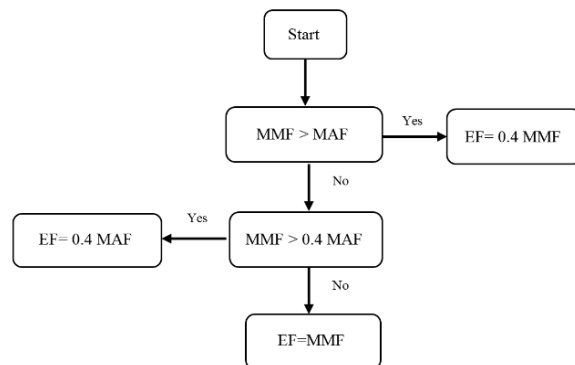 Start
MMF > MAF
Yes
EF= 0.4 MMF
No
Yes
EF= 0.4 MAF
MMF > 0.4 MAF
No
EF=MMF